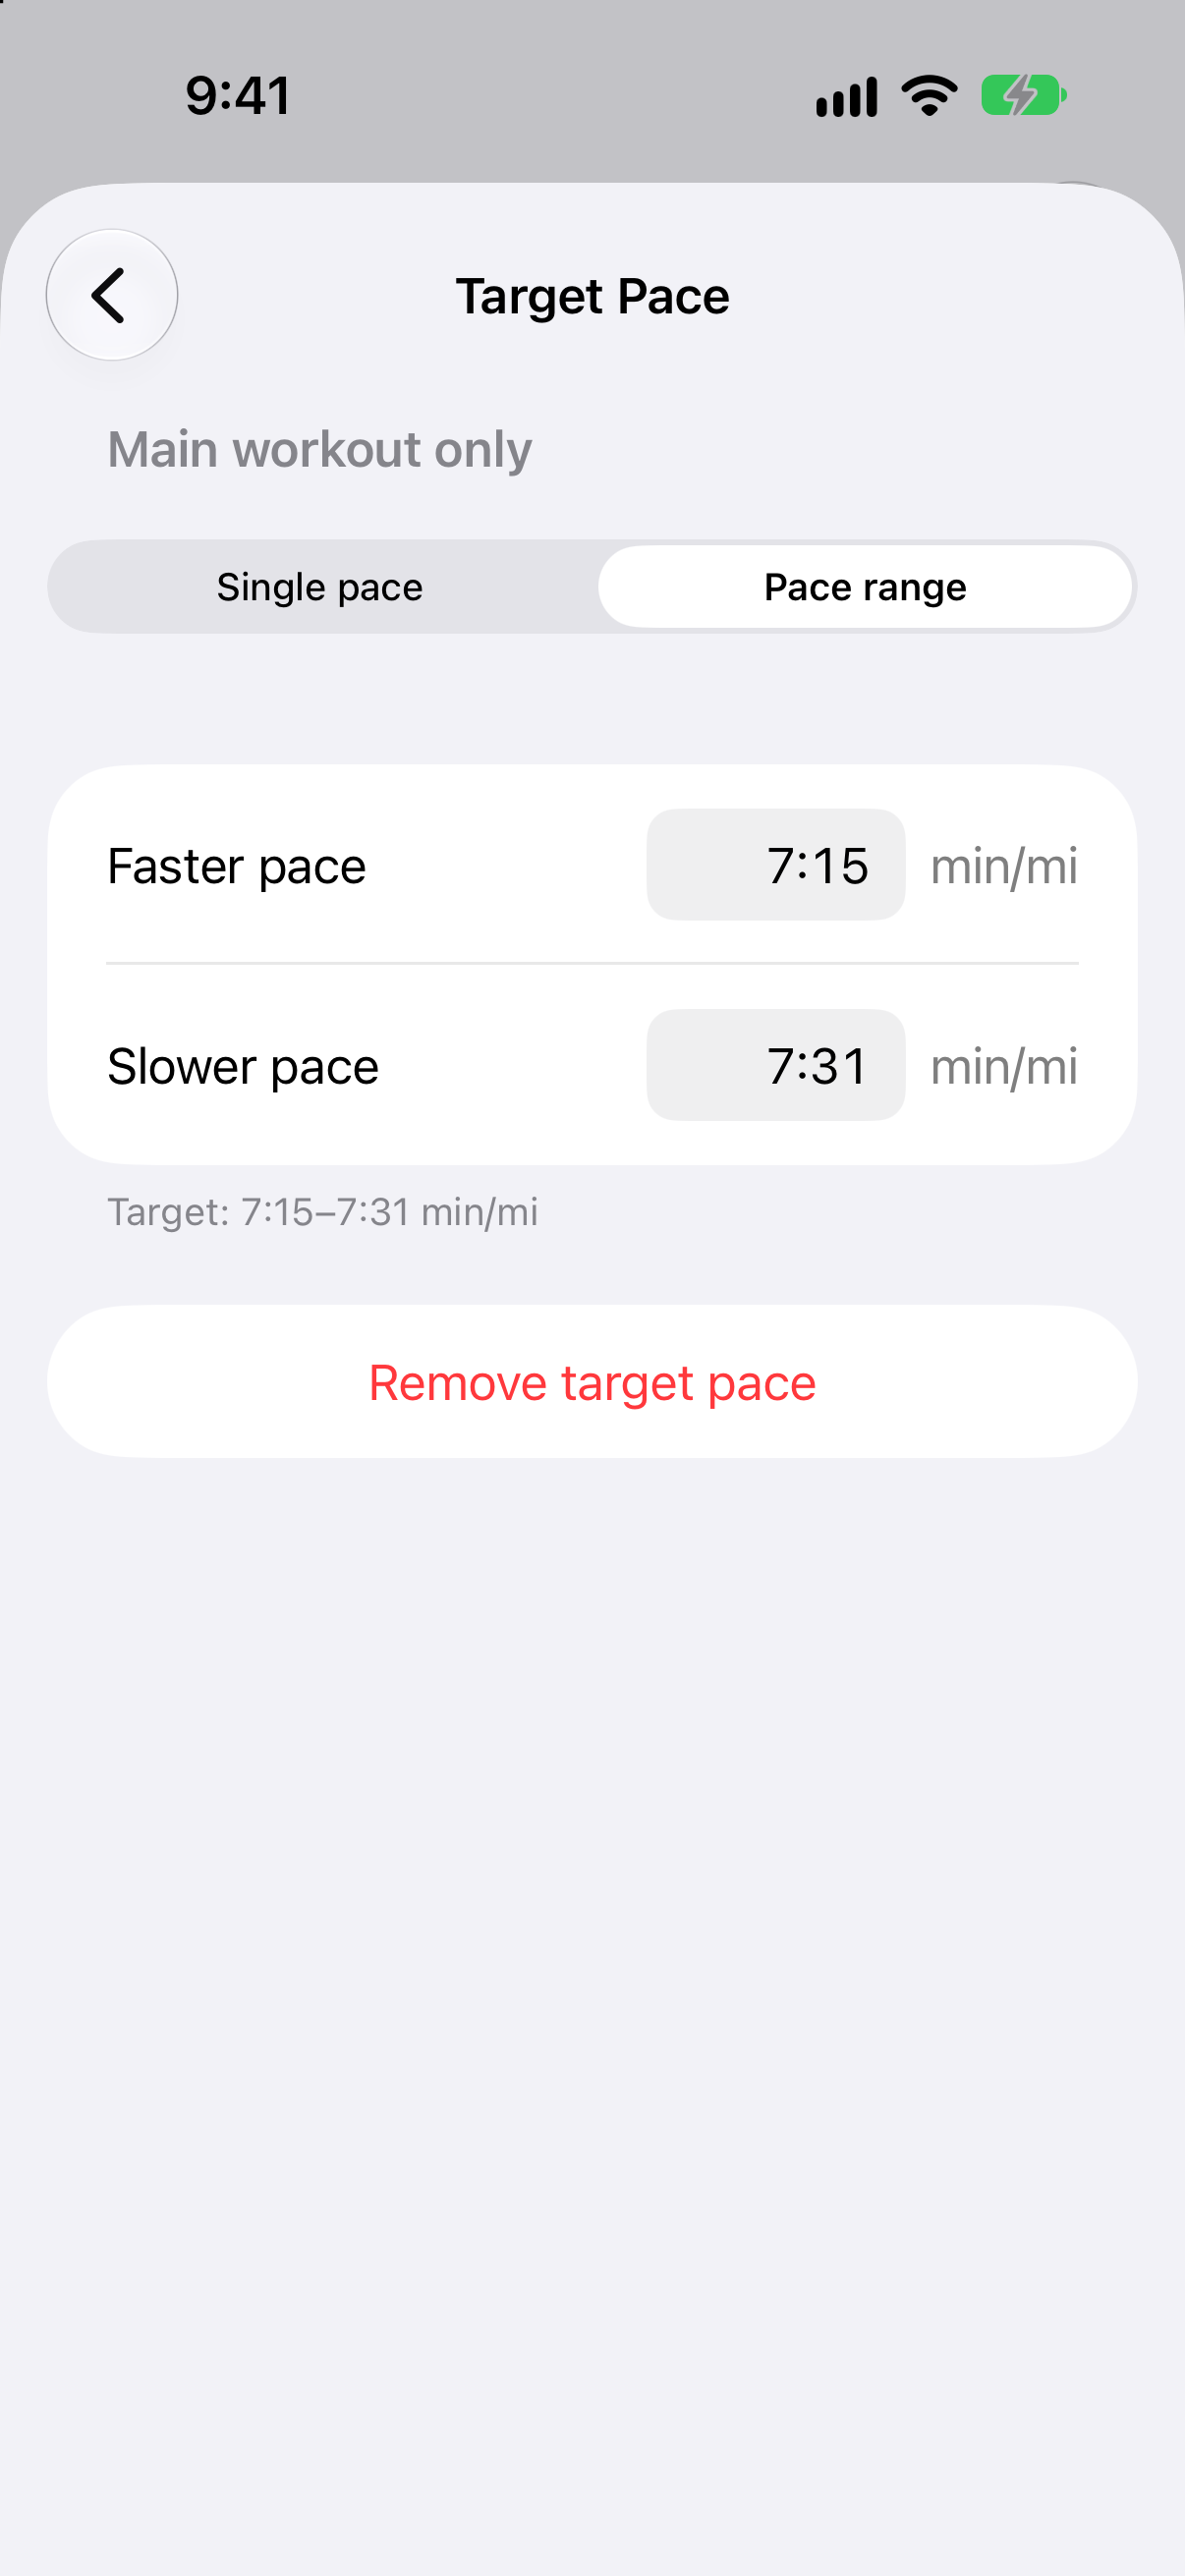 9:41
Target Pace
Main workout only
Single pace
Pace range
Faster pace 7:15 min/mi
Slower pace 7:31 min/mi
Target: 7:15–7:31 min/mi
Remove target pace